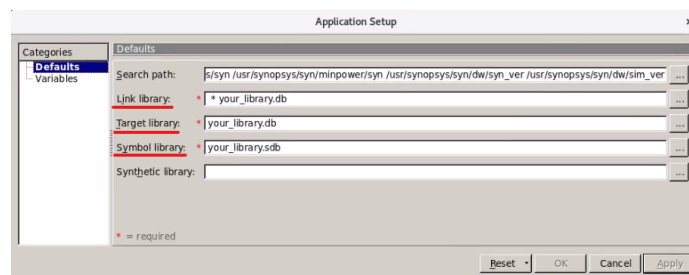 Application Setup
Categories
Defaults
Variables
Defaults
Search path: s/syn /usr/synopsys/syn/minpower/syn /usr/synopsys/syn/dw/syn_ver /usr/synopsys/syn/dw/sim_ver ...
Link library: * * your_library.db ...
Target library: * your_library.db ...
Symbol library: * your_library.sdb ...
Synthetic library: ...
* = required
Reset OK Cancel Apply